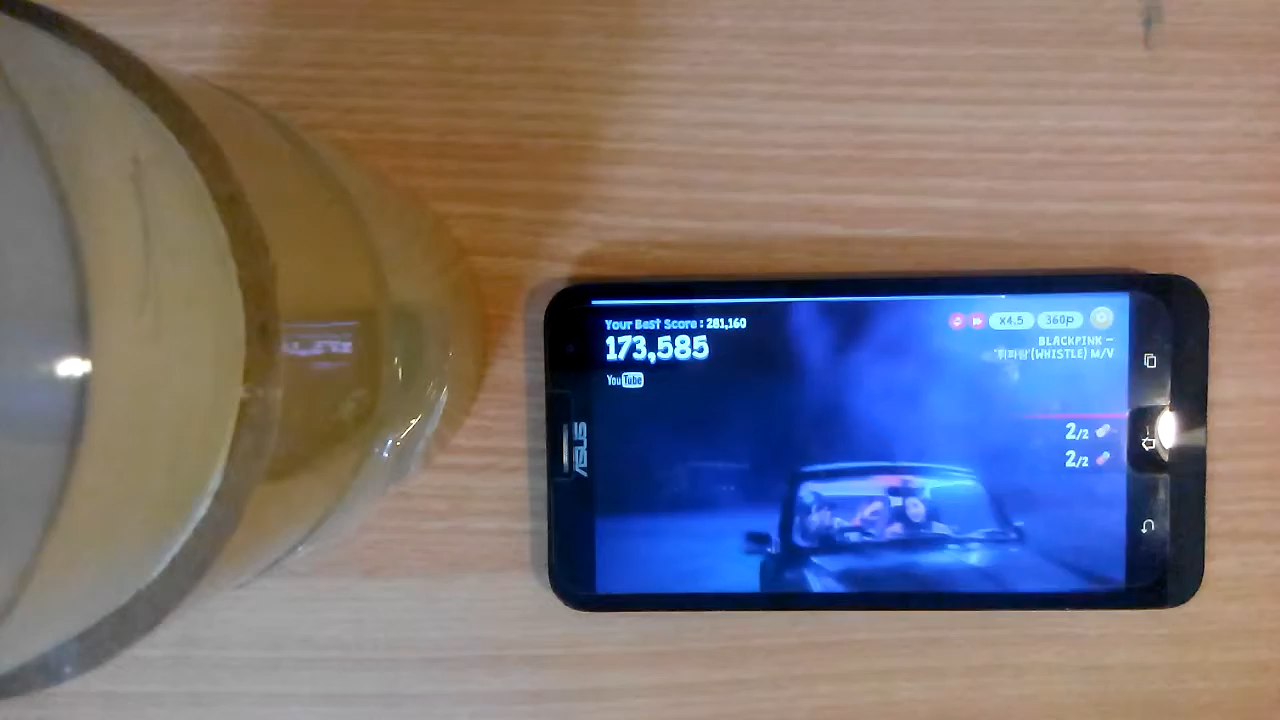 Your Best Score : 281,160
173,585
YouTube
x4.5
360p
BLACKPINK -
'휘파람'(WHISTLE) M/V
2/2
2/2
ASUS